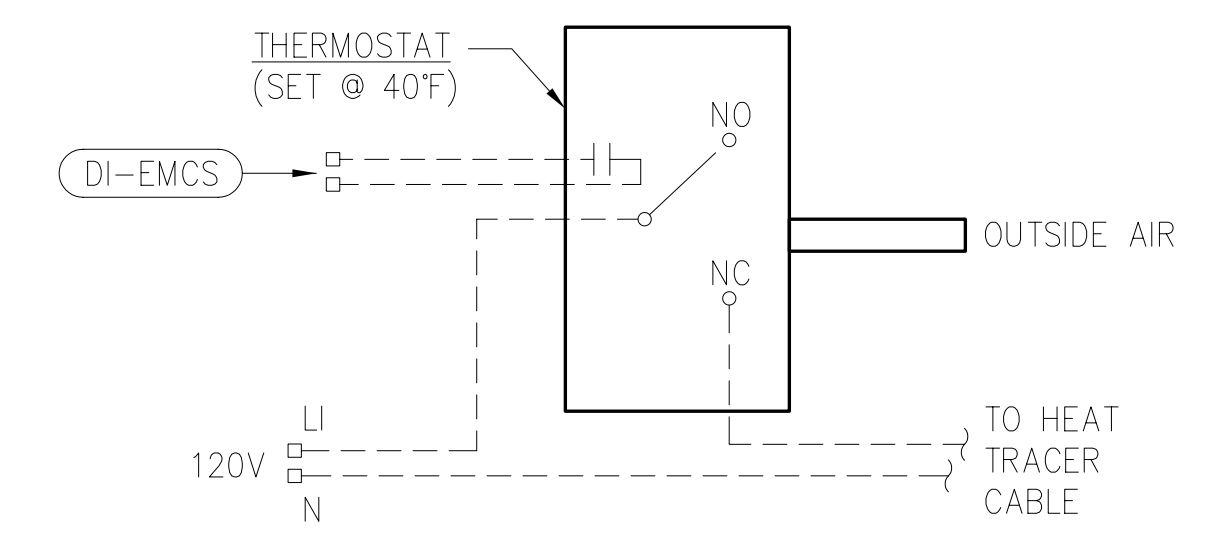 THERMOSTAT
(SET @ 40°F)
NO
DI-EMCS
OUTSIDE AIR
NC
LI
120V
N
TO HEAT
TRACER
CABLE